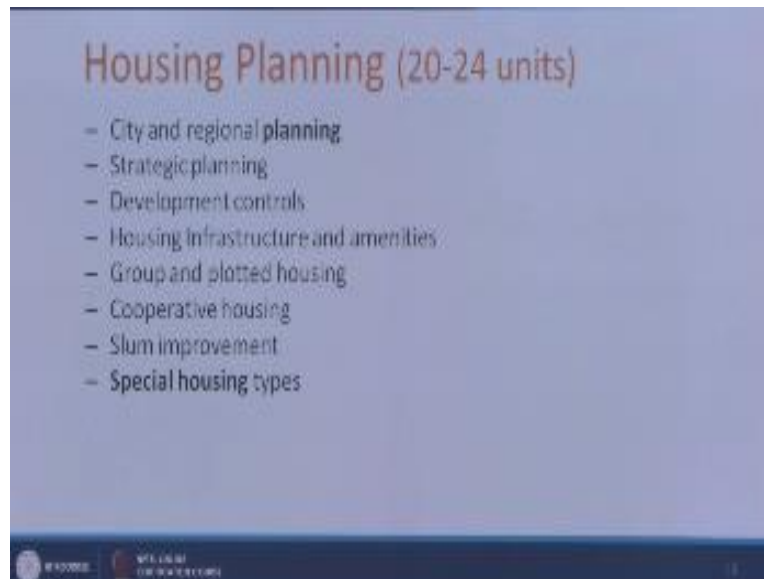 Housing Planning (20-24 units)
– City and regional planning
– Strategic planning
– Development controls
– Housing Infrastructure and amenities
– Group and plotted housing
– Cooperative housing
– Slum improvement
– Special housing types